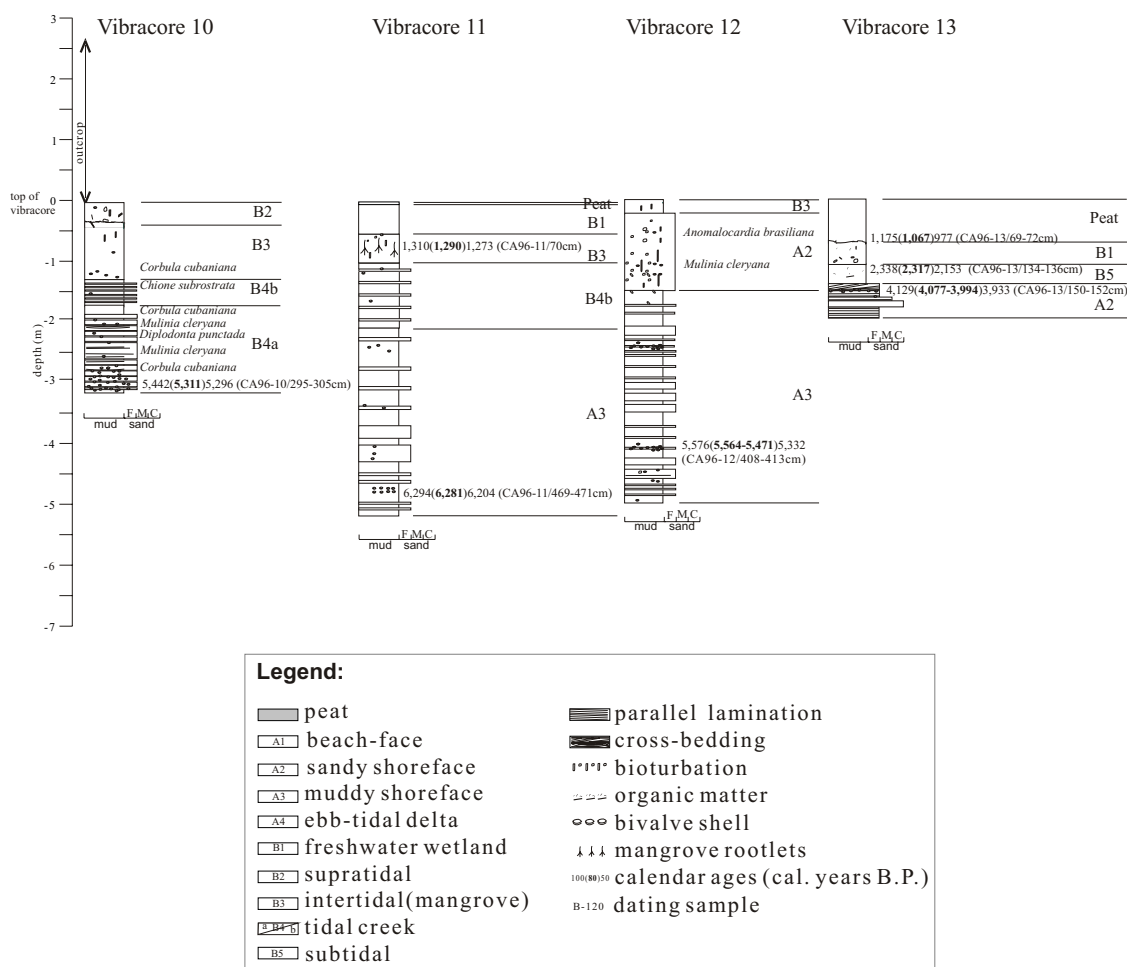 Vibracore 10
Vibracore 11
Vibracore 12
Vibracore 13
3
2
1
top of
vibracore
0
-1
-2
-3
-4
-5
-6
-7
depth (m)
outcrop
B2
B3
Corbula cubaniana
Chione subrostrata
B4b
Corbula cubaniana
Mulinia cleryana
Diplodonta punctada
B4a
Mulinia cleryana
Corbula cubaniana
5,442(5,311)5,296 (CA96-10/295-305cm)
F M C
mud sand
Peat
B1
1,310(1,290)1,273 (CA96-11/70cm)
B3
B4b
A3
6,294(6,281)6,204 (CA96-11/469-471cm)
F M C
mud sand
B3
Anomalocardia brasiliana
A2
Mulinia cleryana
A3
5,576(5,564-5,471)5,332
(CA96-12/408-413cm)
F M C
mud sand
Peat
1,175(1,067)977 (CA96-13/69-72cm)
B1
2,338(2,317)2,153 (CA96-13/134-136cm)
B5
4,129(4,077-3,994)3,933 (CA96-13/150-152cm)
A2
F M C
mud sand
Legend:
peat
A1 beach-face
A2 sandy shoreface
A3 muddy shoreface
A4 ebb-tidal delta
B1 freshwater wetland
B2 supratidal
B3 intertidal(mangrove)
a B4 b tidal creek
B5 subtidal
parallel lamination
cross-bedding
bioturbation
organic matter
bivalve shell
mangrove rootlets
100(80)50 calendar ages (cal. years B.P.)
B-120 dating sample